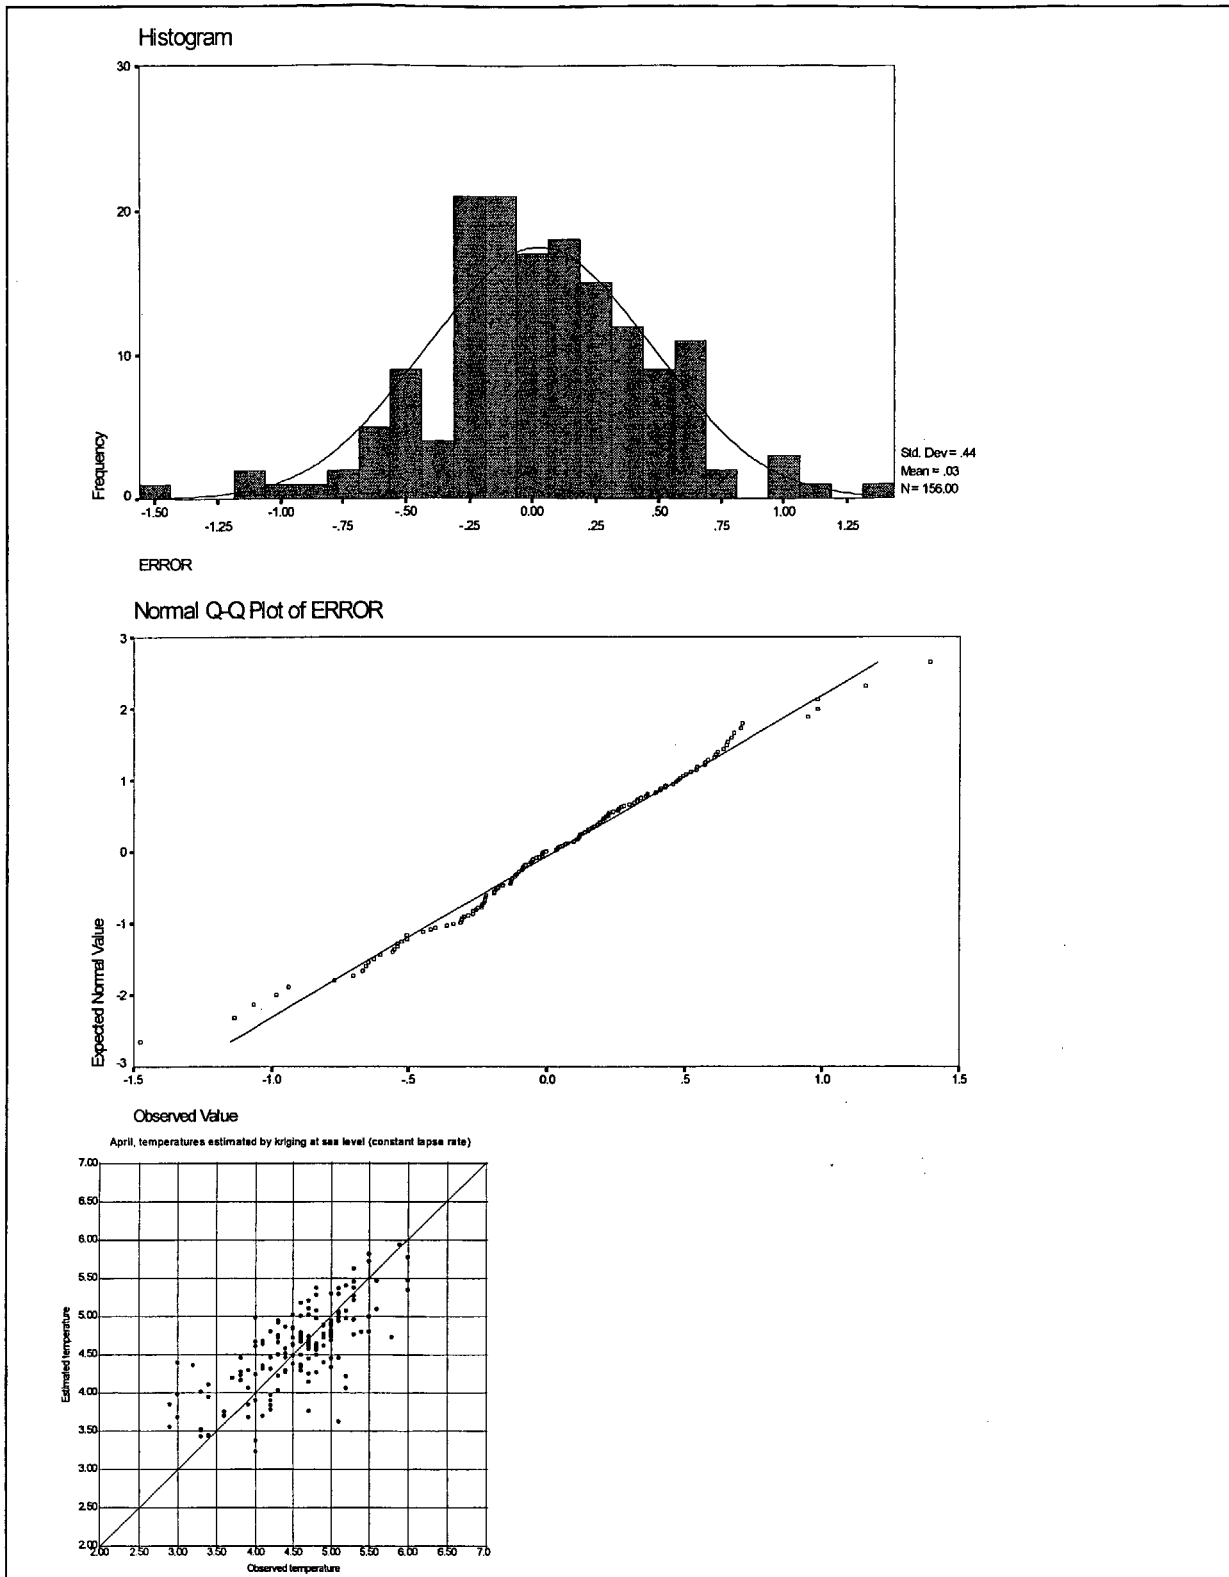 Histogram
30
20
10
0
Frequency
-1.50 -1.00 -.50 0.00 .50 1.00
-1.25 -.75 -.25 .25 .75 1.25
Std. Dev = .44
Mean = .03
N = 156.00
ERROR
Normal Q-Q Plot of ERROR
3
2
1
0
-1
-2
-3
Expected Normal Value
-1.5 -1.0 -.5 0.0 .5 1.0 1.5
Observed Value
April, temperatures estimated by kriging at sea level (constant lapse rate)
7.00
6.50
6.00
5.50
5.00
4.50
4.00
3.50
3.00
2.50
2.00
Estimated temperature
2.00 2.50 3.00 3.50 4.00 4.50 5.00 5.50 6.00 6.50 7.0
Observed temperature